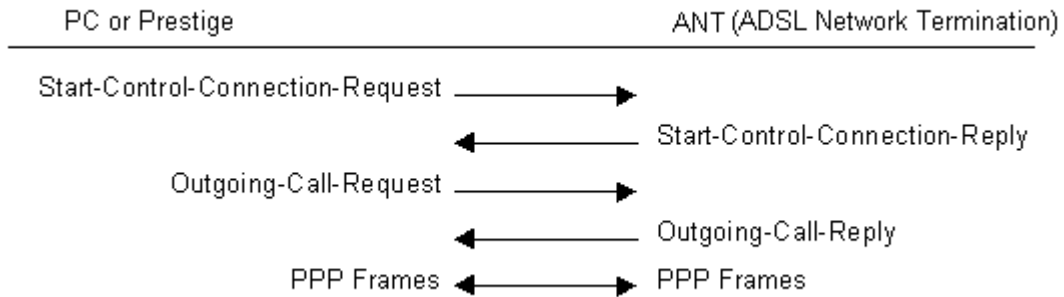 PC or Prestige ANT (ADSL Network Termination)
Start-Control-Connection-Request
Start-Control-Connection-Reply
Outgoing-Call-Request
Outgoing-Call-Reply
PPP Frames PPP Frames